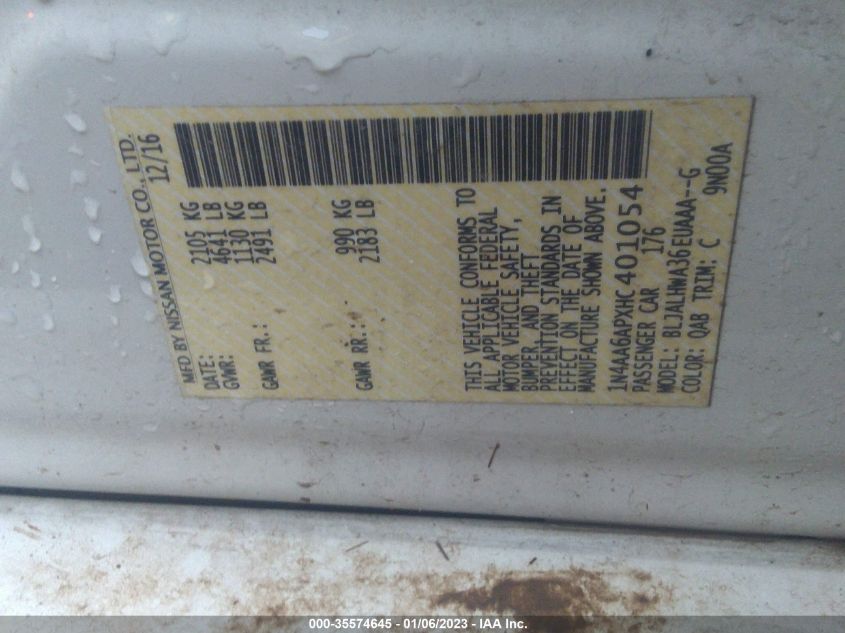 MFD BY NISSAN MOTOR CO., LTD.
DATE: 12/16
GVWR: 2105 KG
4641 LB
GAWR FR.: 1130 KG
2491 LB
GAWR RR.: 990 KG
2183 LB
THIS VEHICLE CONFORMS TO
ALL APPLICABLE FEDERAL
MOTOR VEHICLE SAFETY,
BUMPER, AND THEFT
PREVENTION STANDARDS IN
EFFECT ON THE DATE OF
MANUFACTURE SHOWN ABOVE.
1N4AA6APXHC401054
PASSENGER CAR 176
MODEL: BLJALHWA36EUAAA--G
COLOR: QAB TRIM: C 9N00A
000-35574645 - 01/06/2023 - IAA Inc.